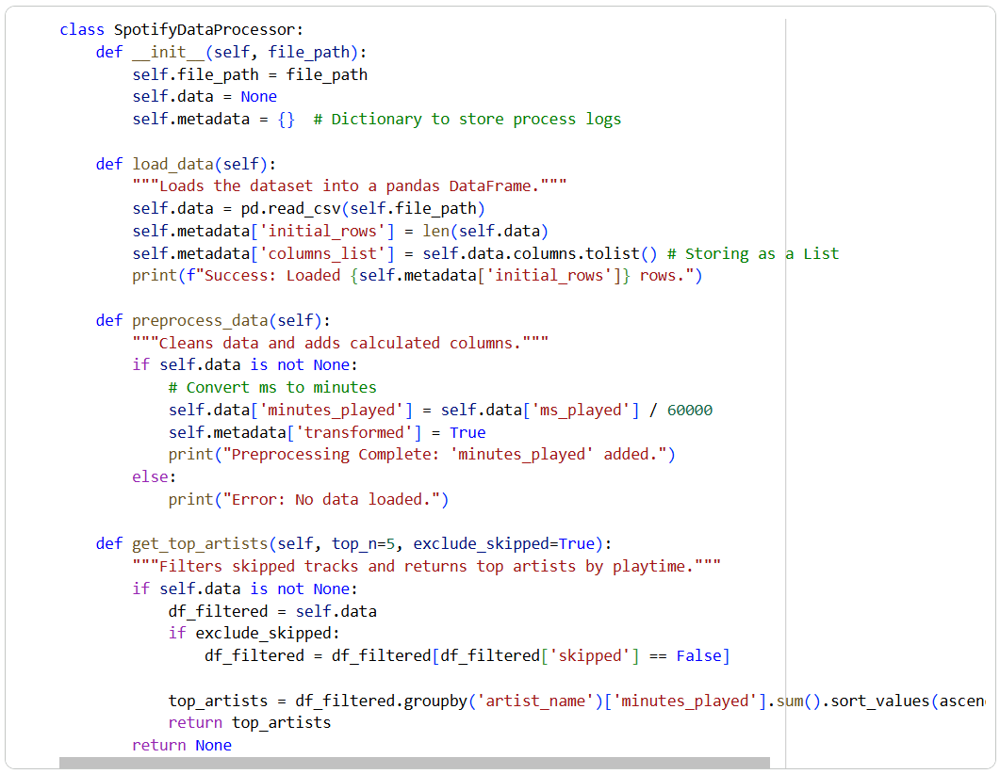 class SpotifyDataProcessor:
    def __init__(self, file_path):
        self.file_path = file_path
        self.data = None
        self.metadata = {}  # Dictionary to store process logs

    def load_data(self):
        """Loads the dataset into a pandas DataFrame."""
        self.data = pd.read_csv(self.file_path)
        self.metadata['initial_rows'] = len(self.data)
        self.metadata['columns_list'] = self.data.columns.tolist() # Storing as a List
        print(f"Success: Loaded {self.metadata['initial_rows']} rows.")

    def preprocess_data(self):
        """Cleans data and adds calculated columns."""
        if self.data is not None:
            # Convert ms to minutes
            self.data['minutes_played'] = self.data['ms_played'] / 60000
            self.metadata['transformed'] = True
            print("Preprocessing Complete: 'minutes_played' added.")
        else:
            print("Error: No data loaded.")

    def get_top_artists(self, top_n=5, exclude_skipped=True):
        """Filters skipped tracks and returns top artists by playtime."""
        if self.data is not None:
            df_filtered = self.data
            if exclude_skipped:
                df_filtered = df_filtered[df_filtered['skipped'] == False]

            top_artists = df_filtered.groupby('artist_name')['minutes_played'].sum().sort_values(ascen
            return top_artists
        return None